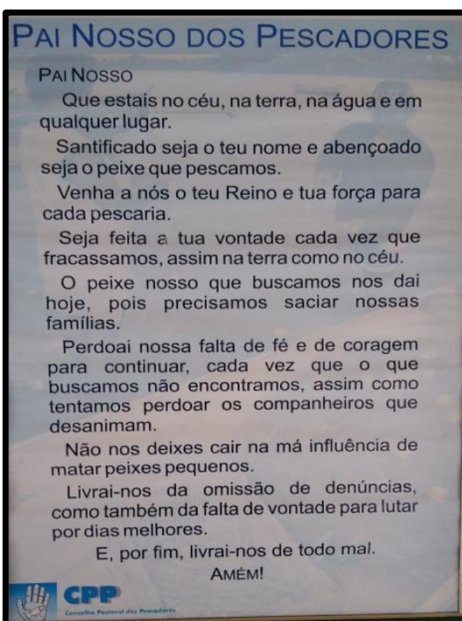 PAI NOSSO DOS PESCADORES
PAI NOSSO
Que estais no céu, na terra, na água e em
qualquer lugar.
Santificado seja o teu nome e abençoado
seja o peixe que pescamos.
Venha a nós o teu Reino e tua força para
cada pescaria.
Seja feita a tua vontade cada vez que
fracassamos, assim na terra como no céu.
O peixe nosso que buscamos nos dai
hoje, pois precisamos saciar nossas
famílias.
Perdoai nossa falta de fé e de coragem
para continuar, cada vez que o que
buscamos não encontramos, assim como
tentamos perdoar os companheiros que
desanimam.
Não nos deixes cair na má influência de
matar peixes pequenos.
Livrai-nos da omissão de denúncias,
como também da falta de vontade para lutar
por dias melhores.
E, por fim, livrai-nos de todo mal.
AMÉM!
CPP
Conselho Pastoral dos Pescadores